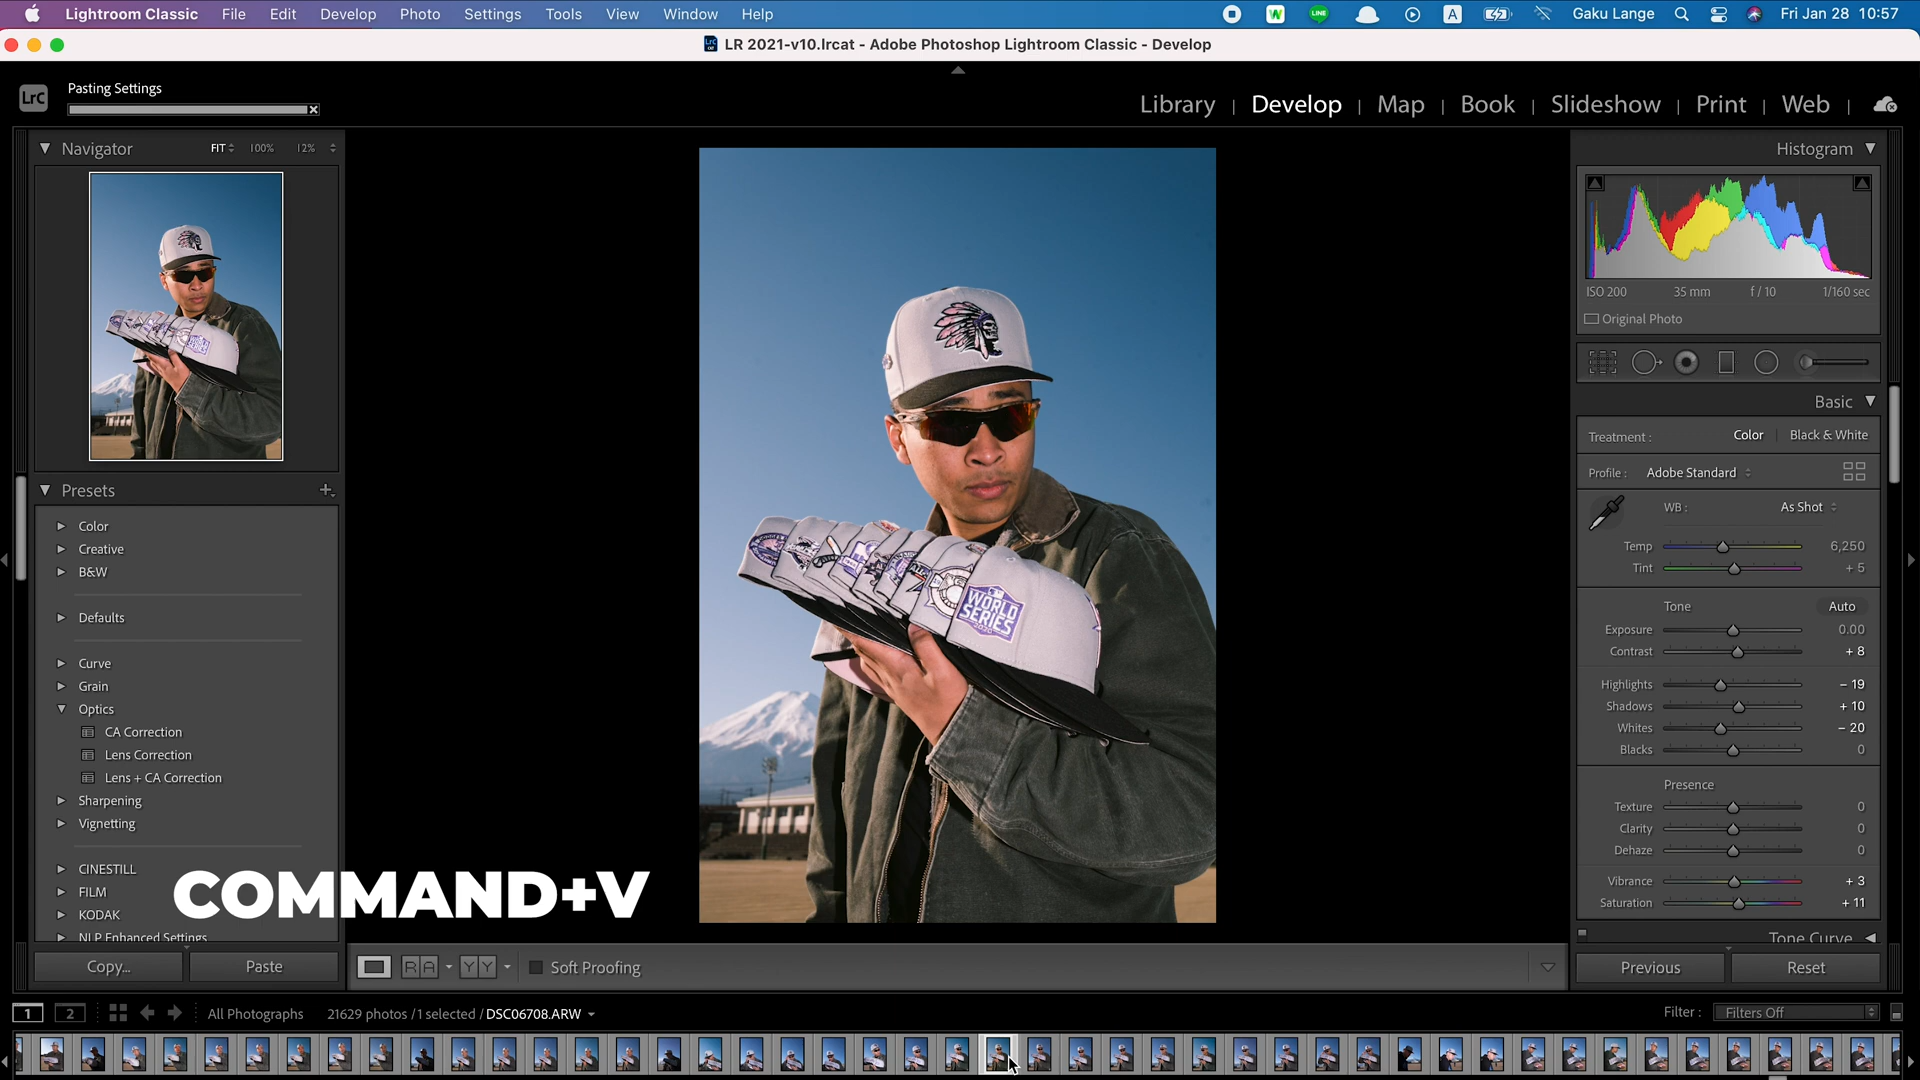 Lightroom Classic File Edit Develop Photo Settings Tools View Window Help
W LINE A Gaku Lange Fri Jan 28 10:57
LR 2021-v10.lrcat - Adobe Photoshop Lightroom Classic - Develop
LrC
Pasting Settings
Library | Develop | Map | Book | Slideshow | Print | Web |
Navigator FIT 100% 12%
Histogram
ISO 200 35 mm f / 10 1/160 sec
Original Photo
Basic
Treatment : Color Black & White
Profile : Adobe Standard
WB : As Shot
Temp 6,250
Tint + 5
Tone Auto
Exposure 0.00
Contrast + 8
Highlights – 19
Shadows + 10
Whites – 20
Blacks 0
Presence
Texture 0
Clarity 0
Dehaze 0
Vibrance + 3
Saturation + 11
Tone Curve
Previous Reset
Presets
Color
Creative
B&W
Defaults
Curve
Grain
Optics
CA Correction
Lens Correction
Lens + CA Correction
Sharpening
Vignetting
CINESTILL
FILM
KODAK
NLP Enhanced Settings
COMMAND+V
WORLD
SERIES
2020
Copy... Paste
R A Y Y Soft Proofing
1 2 All Photographs 21629 photos / 1 selected / DSC06708.ARW
Filter : Filters Off